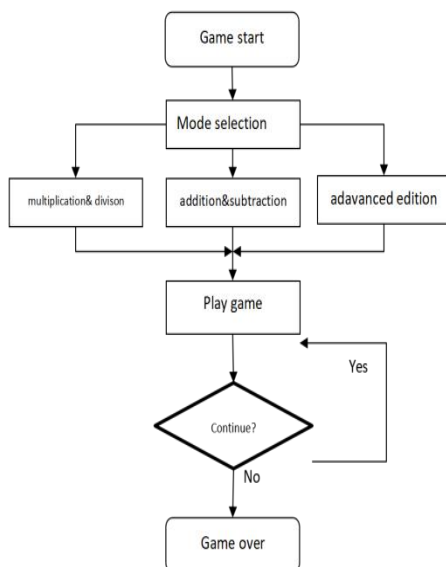 Game start
Mode selection
multiplication& divison
addition&subtraction
adavanced edition
Play game
Yes
Continue?
No
Game over